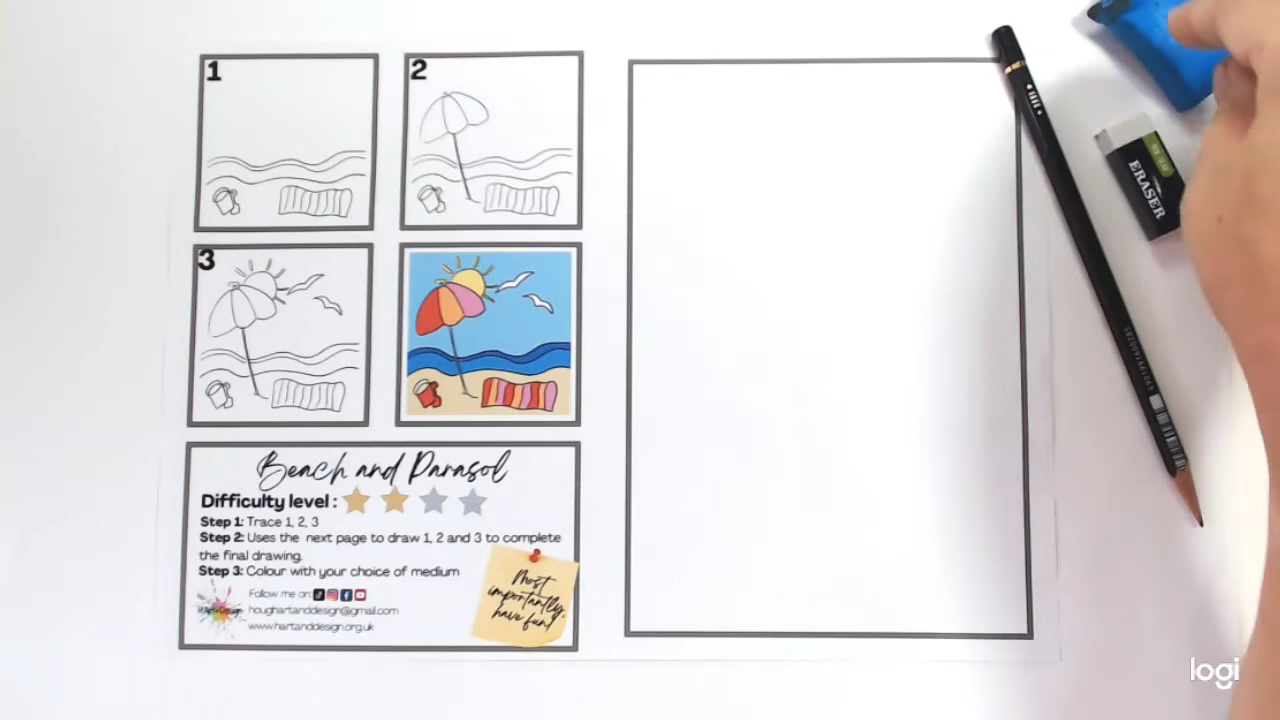 1
2
3
Beach and Parasol
Difficulty level :
Step 1: Trace 1, 2, 3
Step 2: Uses the next page to draw 1, 2 and 3 to complete
the final drawing.
Step 3: Colour with your choice of medium
Most
importantly,
have fun!
Follow me on:
houghartanddesign@gmail.com
www.hartanddesign.org.uk
ERASER
logi